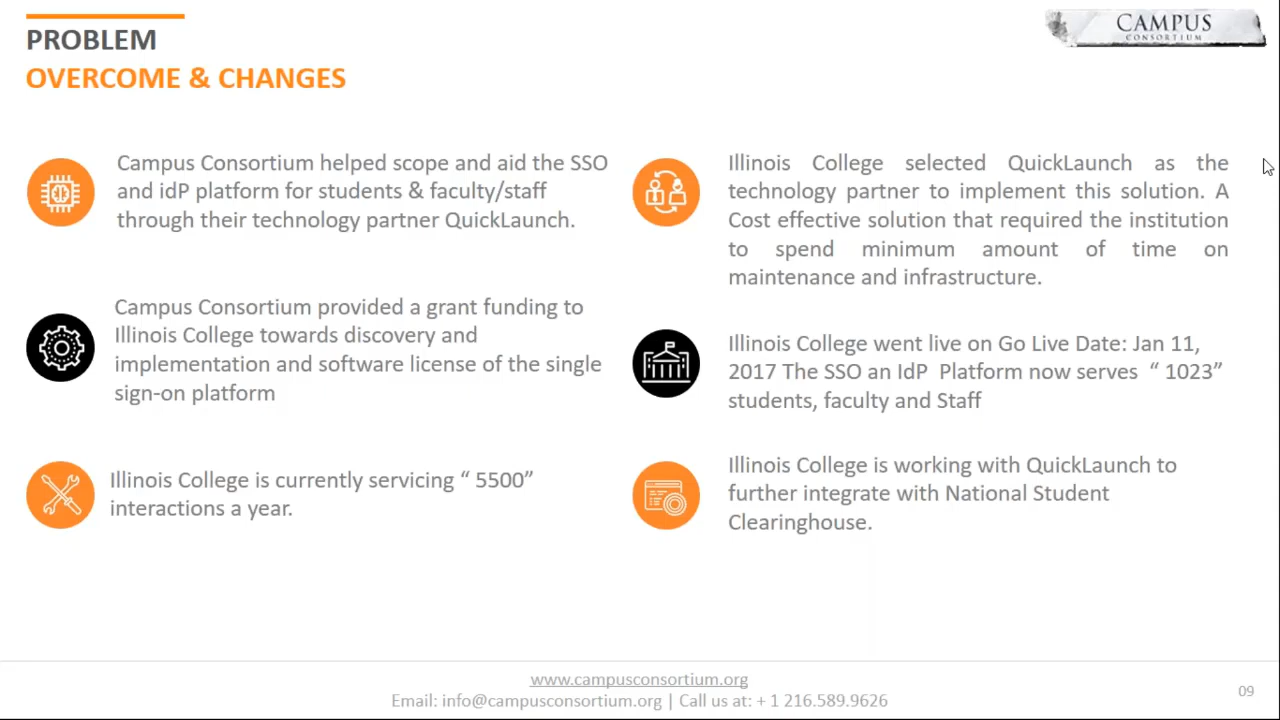 PROBLEM
OVERCOME & CHANGES
CAMPUS
CONSORTIUM
Campus Consortium helped scope and aid the SSO
and idP platform for students & faculty/staff
through their technology partner QuickLaunch.
Campus Consortium provided a grant funding to
Illinois College towards discovery and
implementation and software license of the single
sign-on platform
Illinois College is currently servicing “ 5500”
interactions a year.
Illinois College selected QuickLaunch as the
technology partner to implement this solution. A
Cost effective solution that required the institution
to spend minimum amount of time on
maintenance and infrastructure.
Illinois College went live on Go Live Date: Jan 11,
2017 The SSO an IdP Platform now serves “ 1023”
students, faculty and Staff
Illinois College is working with QuickLaunch to
further integrate with National Student
Clearinghouse.
www.campusconsortium.org
Email: info@campusconsortium.org | Call us at: + 1 216.589.9626
09